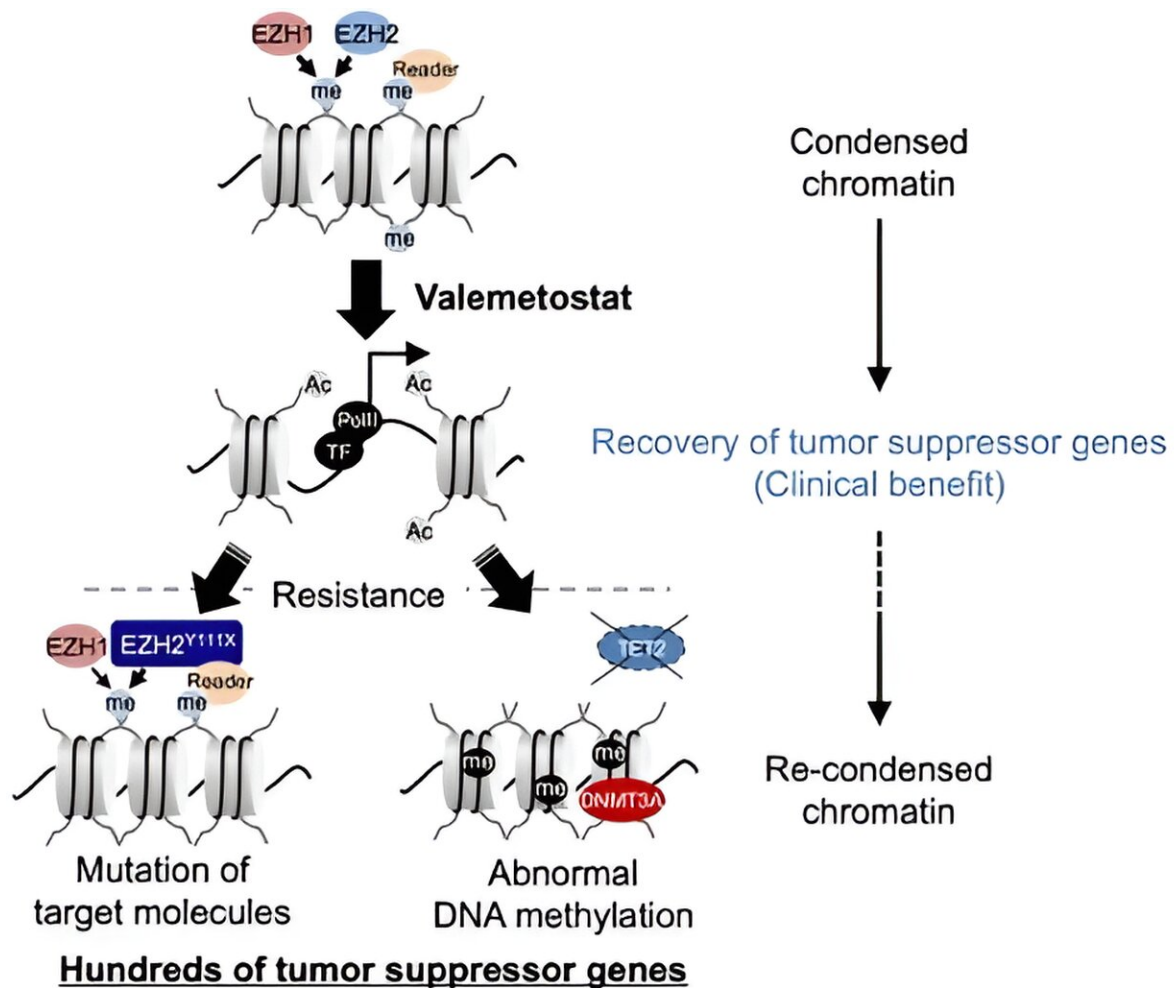 EZH1 EZH2
Reader
me me
Condensed
chromatin
me
Valemetostat
Ac Ac
PolII
TF
Recovery of tumor suppressor genes
(Clinical benefit)
Ac
Resistance
EZH1 EZH2Y111X
TET2
Reader
me me
me me
me DNMT3A
Re-condensed
chromatin
Mutation of
target molecules
Abnormal
DNA methylation
Hundreds of tumor suppressor genes